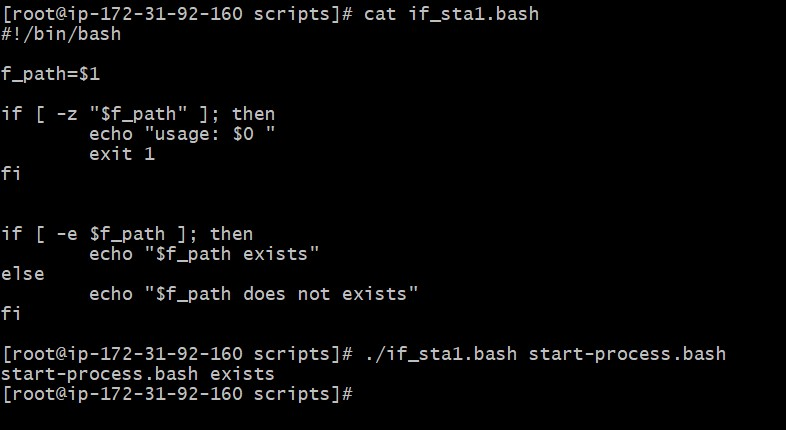 [root@ip-172-31-92-160 scripts]# cat if_sta1.bash
#!/bin/bash
f_path=$1
if [ -z "$f_path" ]; then
        echo "usage: $0 "
        exit 1
fi
if [ -e $f_path ]; then
        echo "$f_path exists"
else
        echo "$f_path does not exists"
fi
[root@ip-172-31-92-160 scripts]# ./if_sta1.bash start-process.bash
start-process.bash exists
[root@ip-172-31-92-160 scripts]#